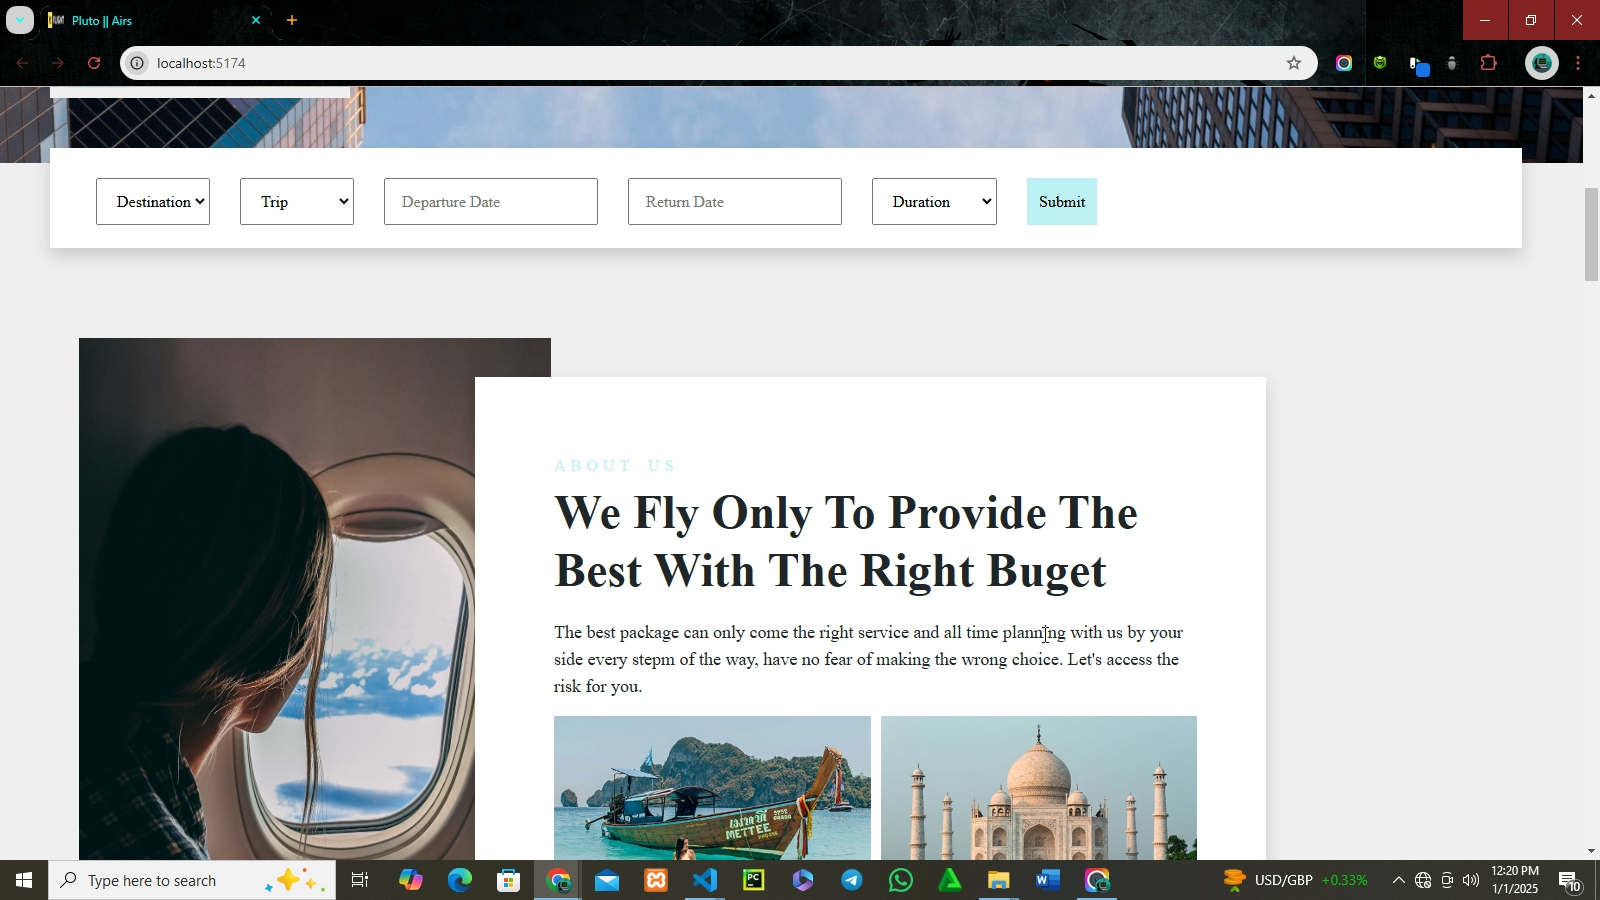 Pluto || Airs
localhost:5174
Destination
Trip
Departure Date
Return Date
Duration
Submit
ABOUT US
We Fly Only To Provide The
Best With The Right Buget
The best package can only come the right service and all time planning with us by your
side every stepm of the way, have no fear of making the wrong choice. Let's access the
risk for you.
METTEE
Type here to search
PC
USD/GBP +0.33%
12:20 PM
1/1/2025
10